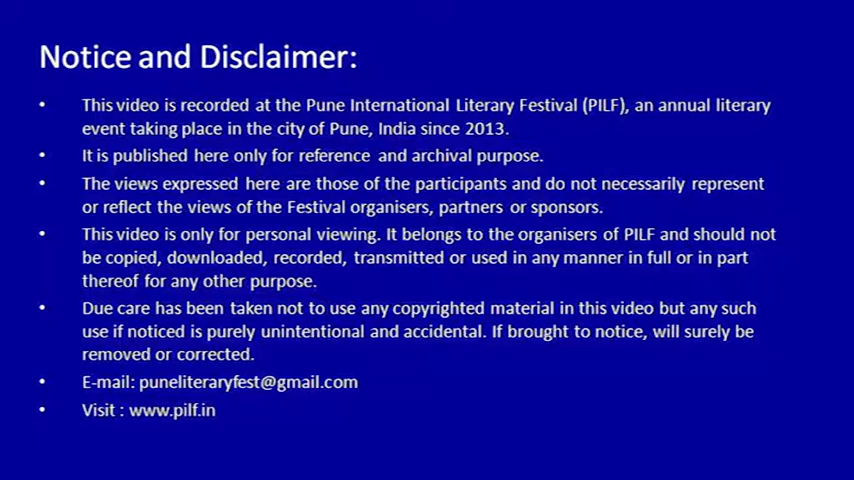 Notice and Disclaimer:
• This video is recorded at the Pune International Literary Festival (PILF), an annual literary
event taking place in the city of Pune, India since 2013.
• It is published here only for reference and archival purpose.
• The views expressed here are those of the participants and do not necessarily represent
or reflect the views of the Festival organisers, partners or sponsors.
• This video is only for personal viewing. It belongs to the organisers of PILF and should not
be copied, downloaded, recorded, transmitted or used in any manner in full or in part
thereof for any other purpose.
• Due care has been taken not to use any copyrighted material in this video but any such
use if noticed is purely unintentional and accidental. If brought to notice, will surely be
removed or corrected.
• E-mail: puneliteraryfest@gmail.com
• Visit : www.pilf.in